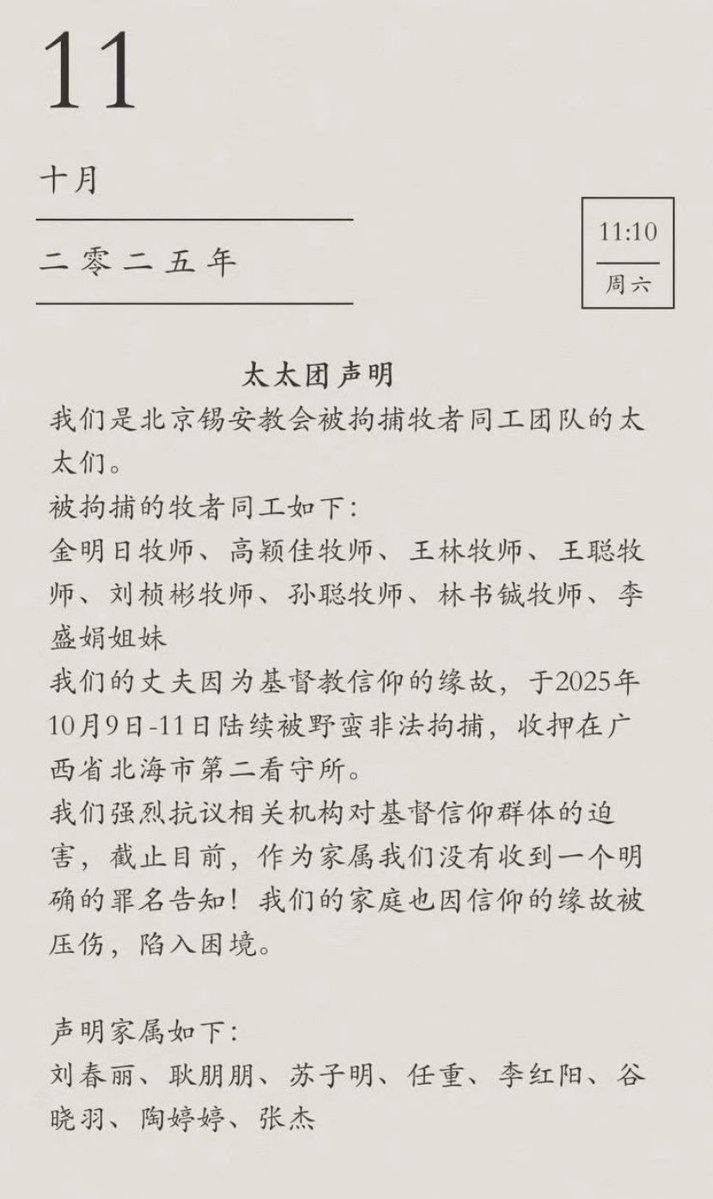 11
十月
二零二五年
11:10
周六
太太团声明
我们是北京锡安教会被拘捕牧者同工团队的太
太们。
被拘捕的牧者同工如下：
金明日牧师、高颖佳牧师、王林牧师、王聪牧
师、刘桢彬牧师、孙聪牧师、林书铖牧师、李
盛娟姐妹
我们的丈夫因为基督教信仰的缘故，于2025年
10月9日-11日陆续被野蛮非法拘捕，收押在广
西省北海市第二看守所。
我们强烈抗议相关机构对基督信仰群体的迫
害，截止目前，作为家属我们没有收到一个明
确的罪名告知！我们的家庭也因信仰的缘故被
压伤，陷入困境。
声明家属如下：
刘春丽、耿朋朋、苏子明、任重、李红阳、谷
晓羽、陶婷婷、张杰